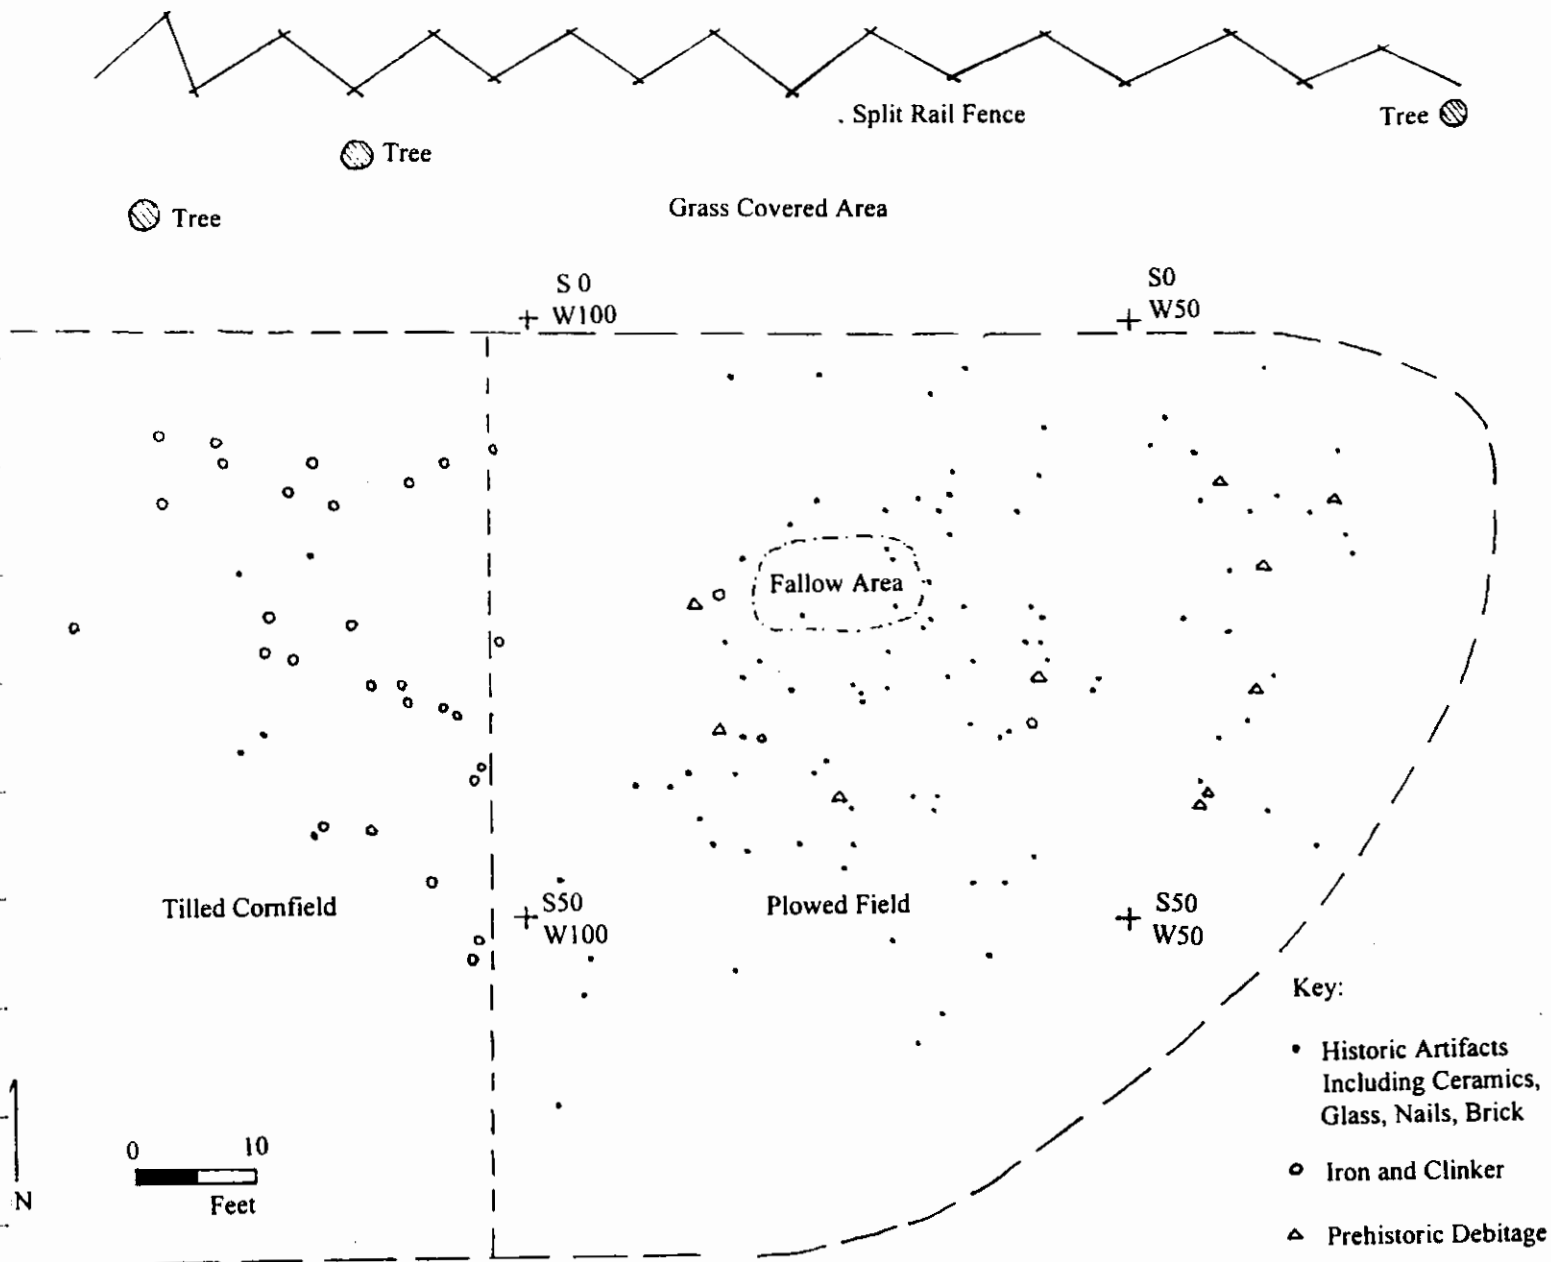 . Split Rail Fence
Tree
Tree
Tree
Grass Covered Area
S 0
W100
S0
W50
Fallow Area
Tilled Cornfield
S50
W100
Plowed Field
S50
W50
Key:
Historic Artifacts
Including Ceramics,
Glass, Nails, Brick
Iron and Clinker
Prehistoric Debitage
0 10
Feet
N